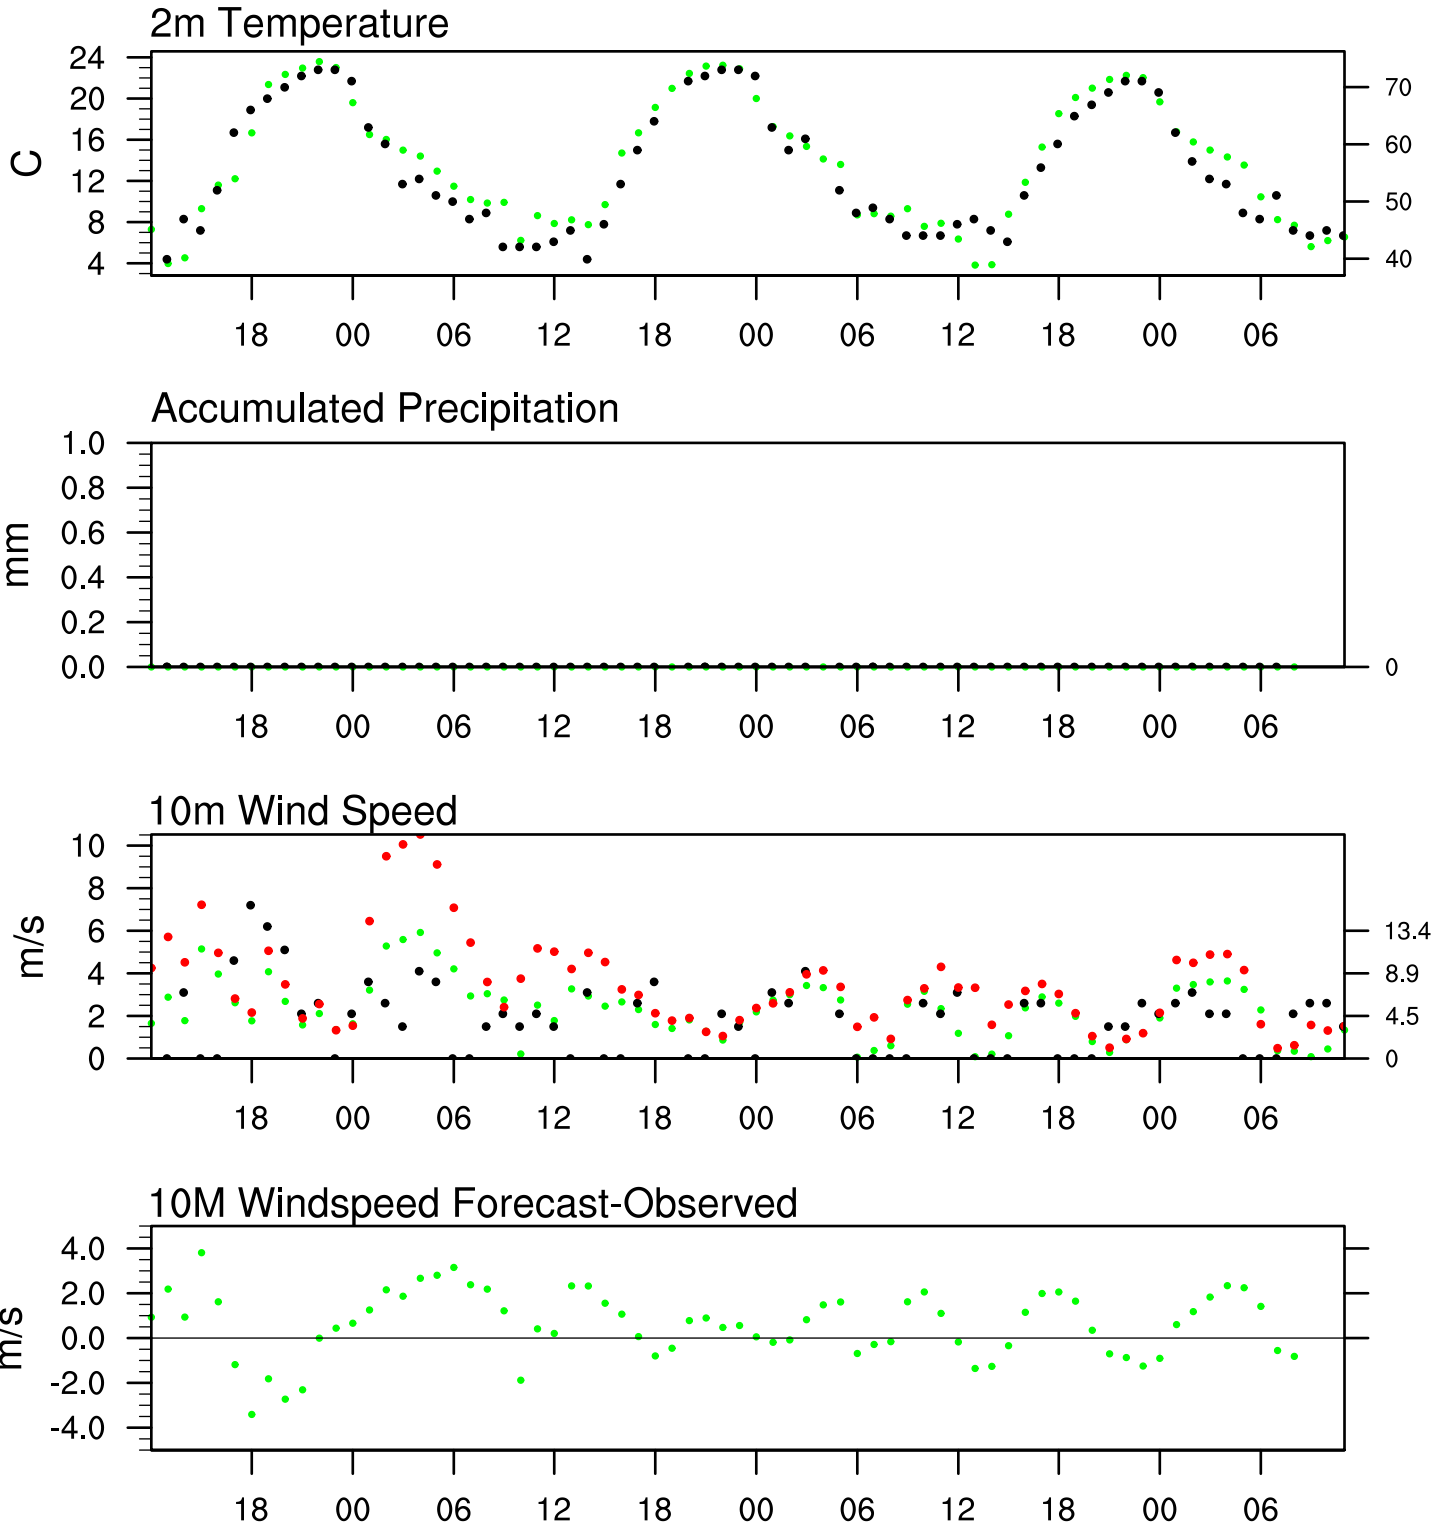 2m Temperature
24
20
16
12
8
4
C
70
60
50
40
18 00 06 12 18 00 06 12 18 00 06
Accumulated Precipitation
1.0
0.8
0.6
0.4
0.2
0.0
mm
0
18 00 06 12 18 00 06 12 18 00 06
10m Wind Speed
10
8
6
4
2
0
m/s
13.4
8.9
4.5
0
18 00 06 12 18 00 06 12 18 00 06
10M Windspeed Forecast-Observed
4.0
2.0
0.0
-2.0
-4.0
m/s
18 00 06 12 18 00 06 12 18 00 06